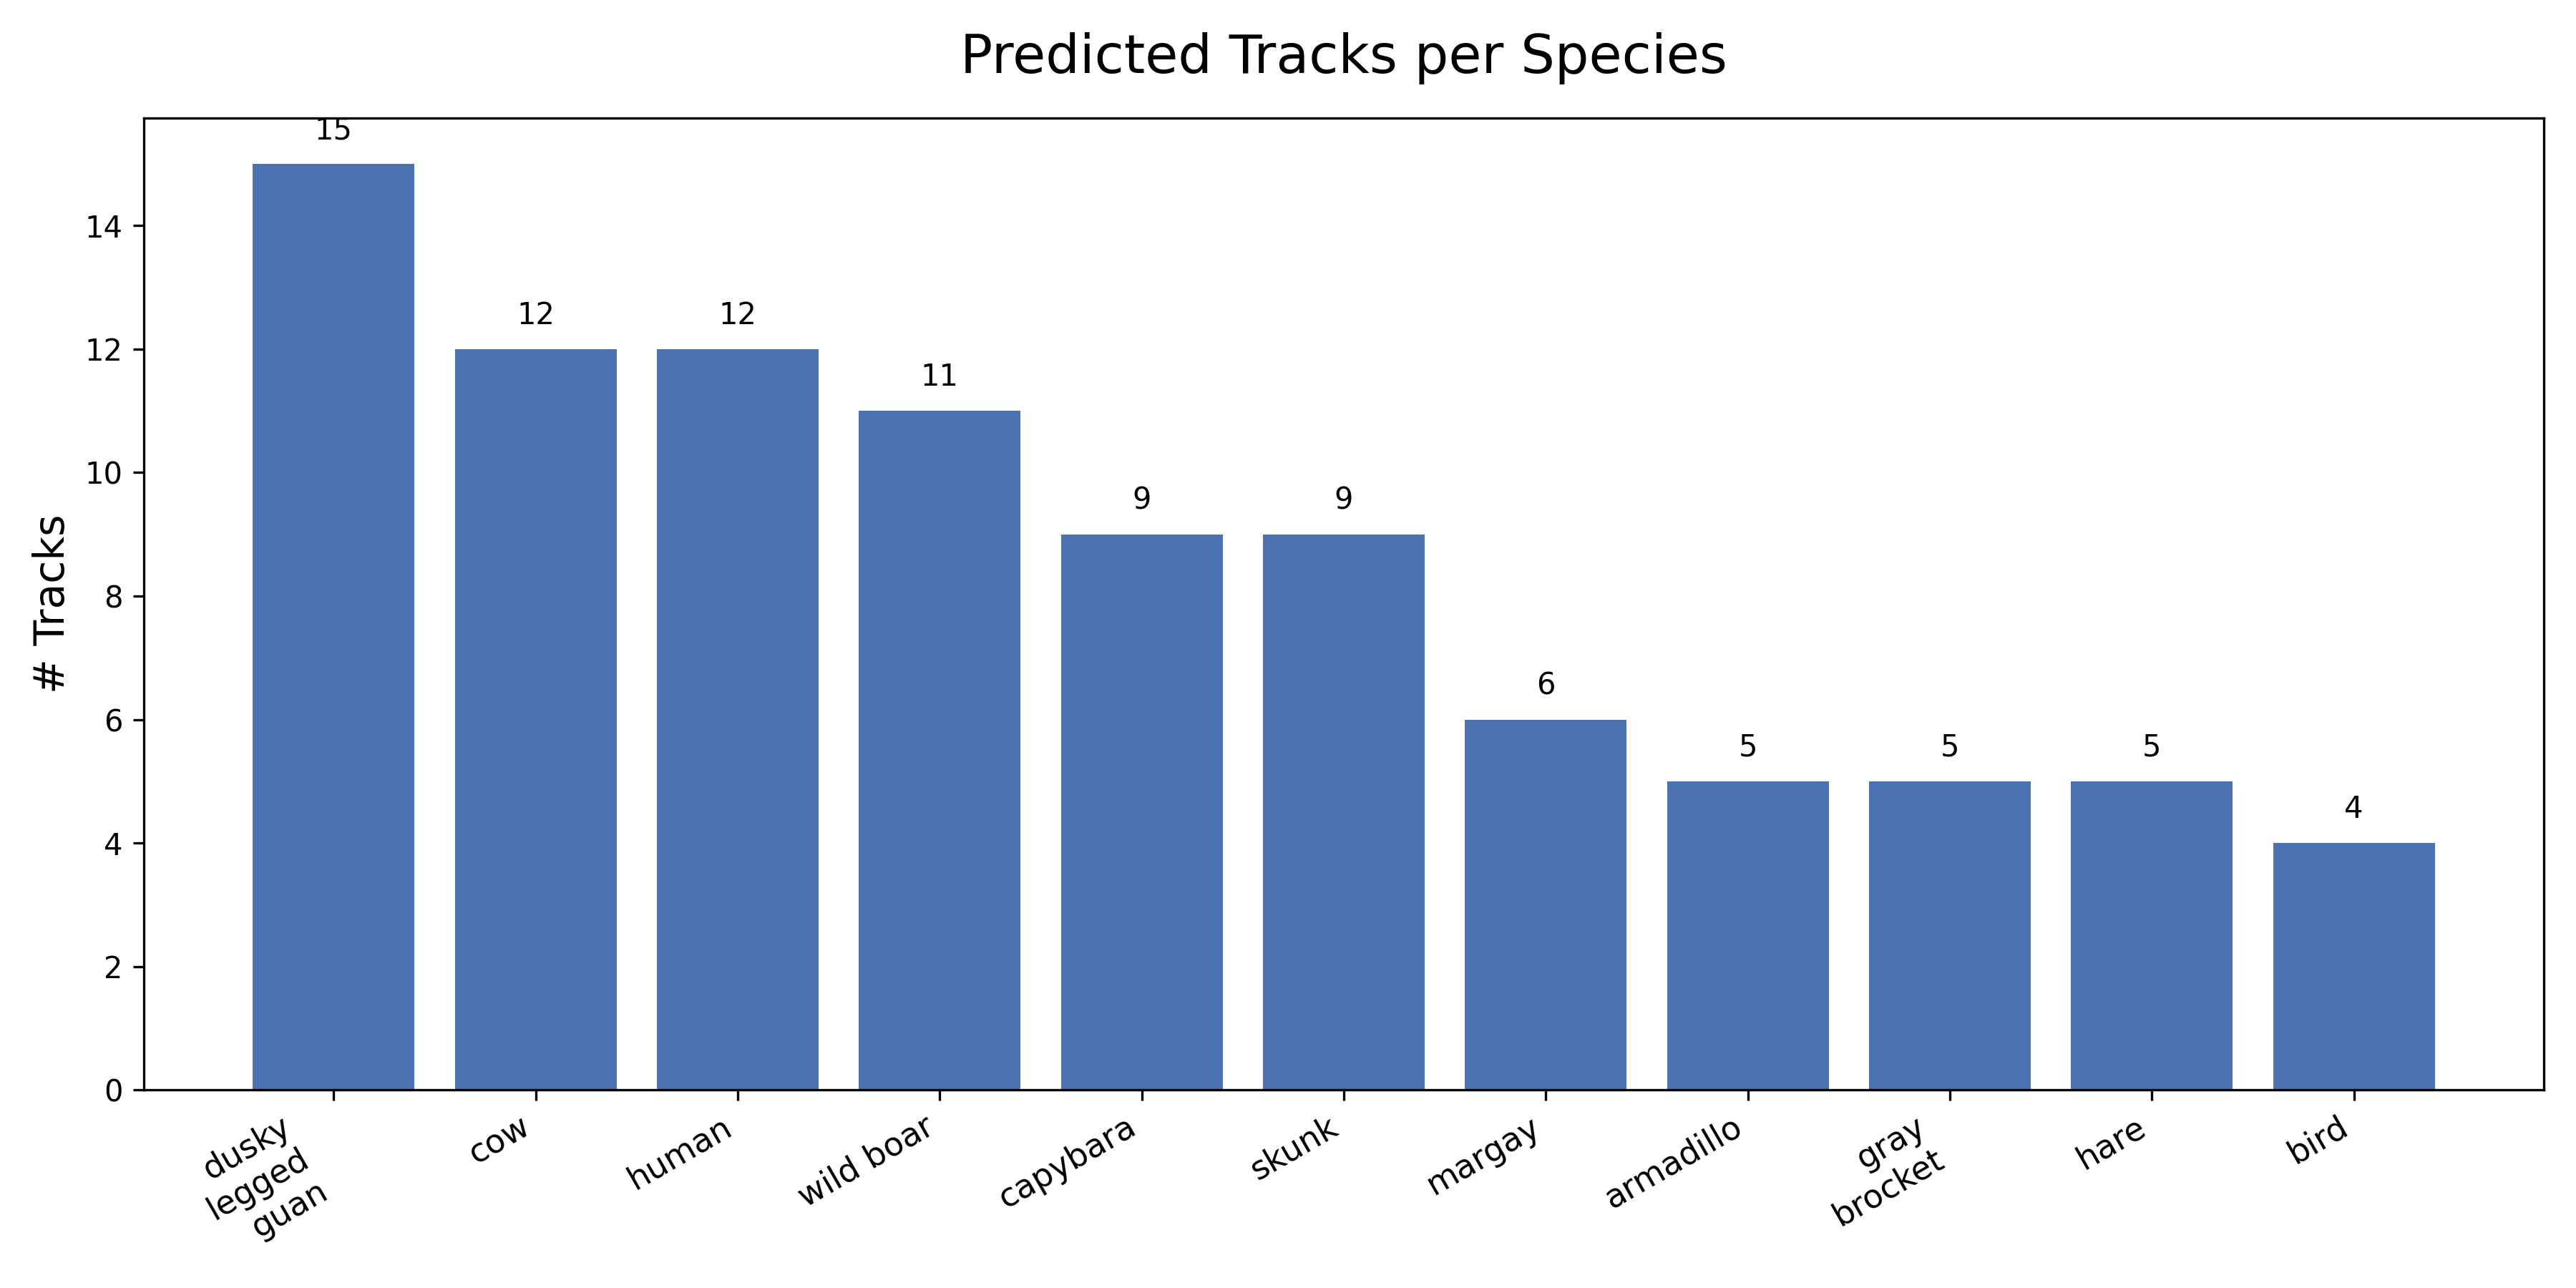 Predicted Tracks per Species
# Tracks
14
12
10
8
6
4
2
0
15
12
12
11
9
9
6
5
5
5
4
dusky
legged
guan
cow
human
wild boar
capybara
skunk
margay
armadillo
gray
brocket
hare
bird